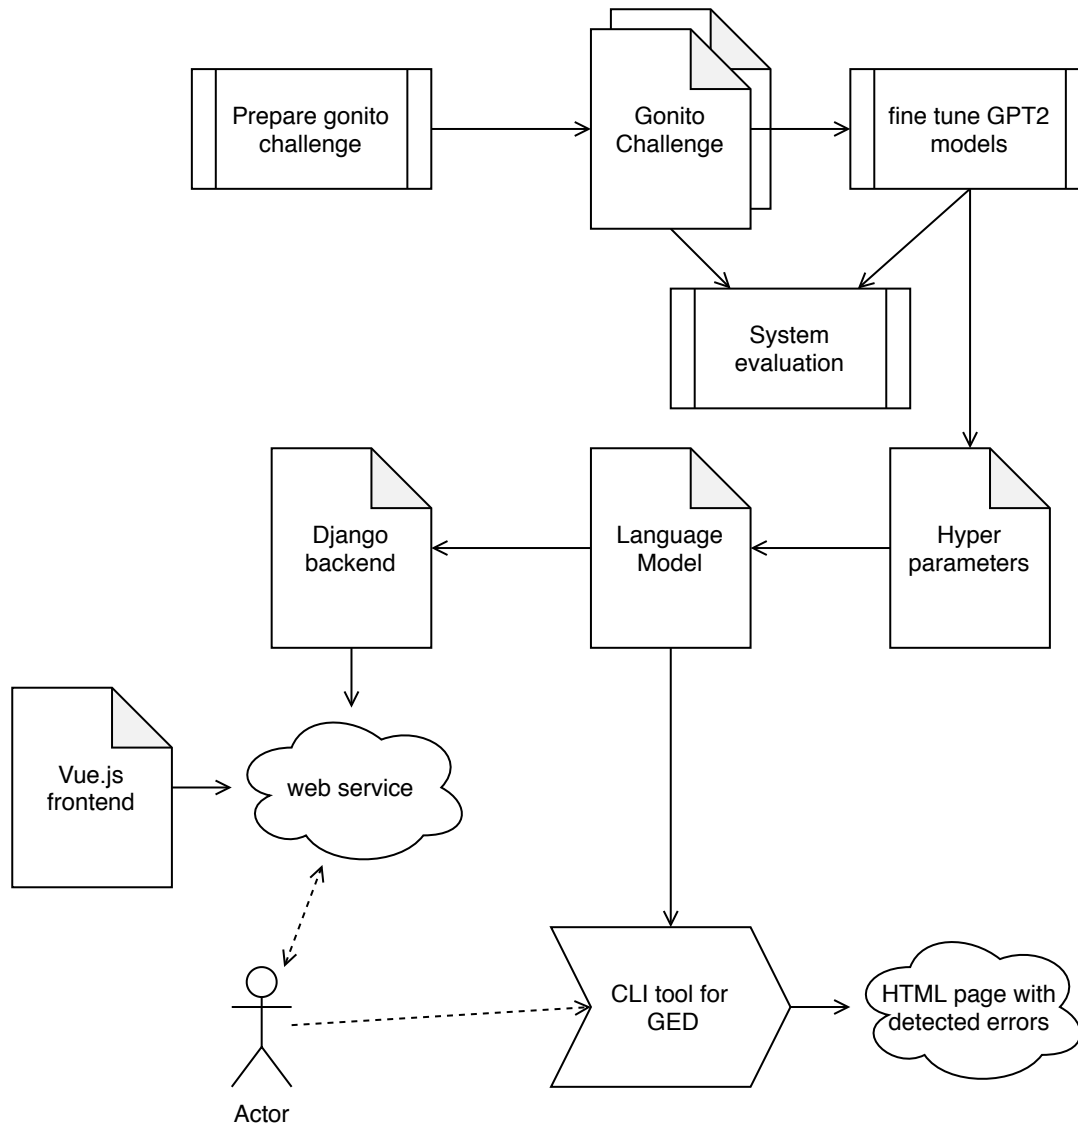 Prepare gonito
challenge
Gonito
Challenge
fine tune GPT2
models
System
evaluation
Django
backend
Language
Model
Hyper
parameters
Vue.js
frontend
web service
CLI tool for
GED
HTML page with
detected errors
Actor